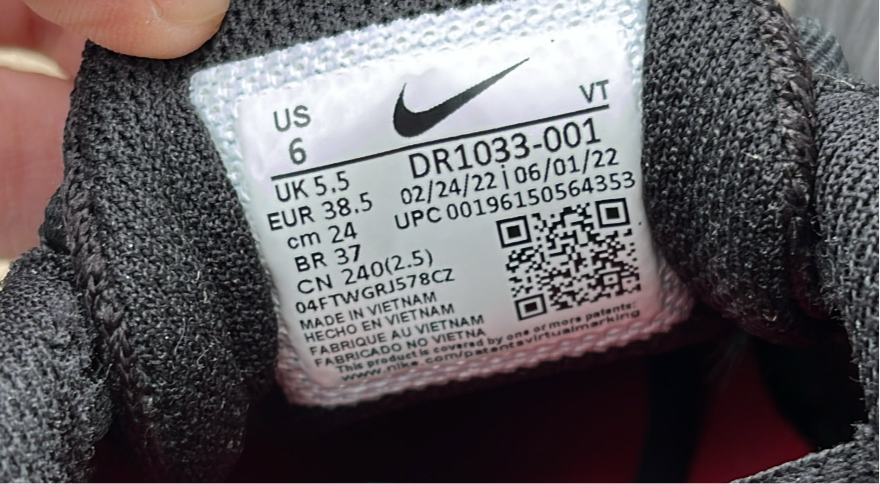 US
6
VT
DR1033-001
UK 5.5
02/24/22 | 06/01/22
EUR 38.5
UPC 00196150564353
cm 24
BR 37
CN 240(2.5)
04FTWGRJ578CZ
MADE IN VIETNAM
HECHO EN VIETNAM
FABRIQUE AU VIETNAM
FABRICADO NO VIETNA
This product is covered by one or more patents:
www.nike.com/patentsvirtualmarking